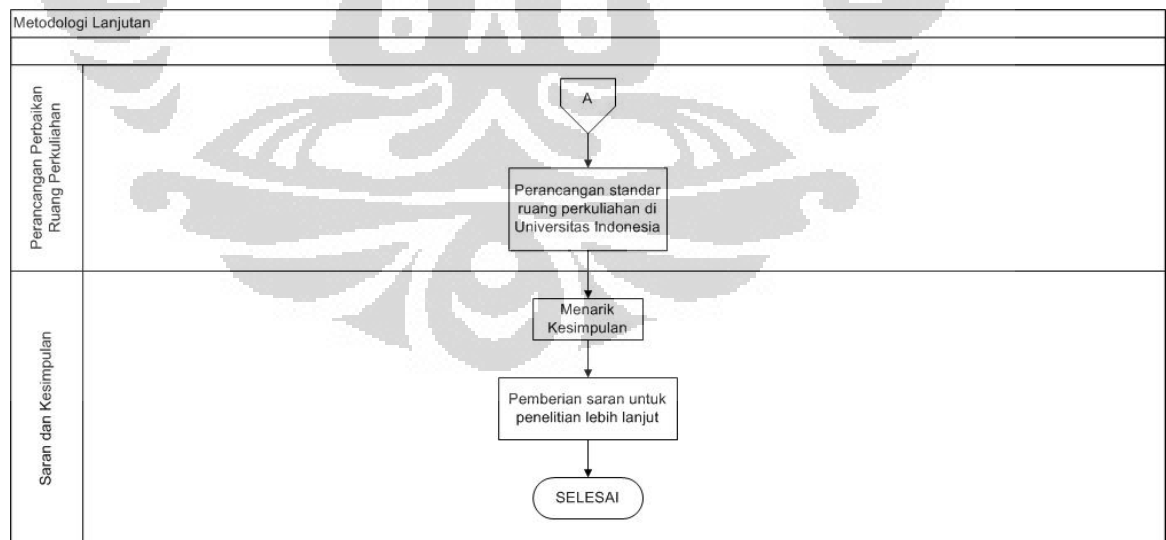 Metodologi Lanjutan
Perancangan Perbaikan
Ruang Perkuliahan
A
Perancangan standar
ruang perkuliahan di
Universitas Indonesia
Saran dan Kesimpulan
Menarik
Kesimpulan
Pemberian saran untuk
penelitian lebih lanjut
SELESAI